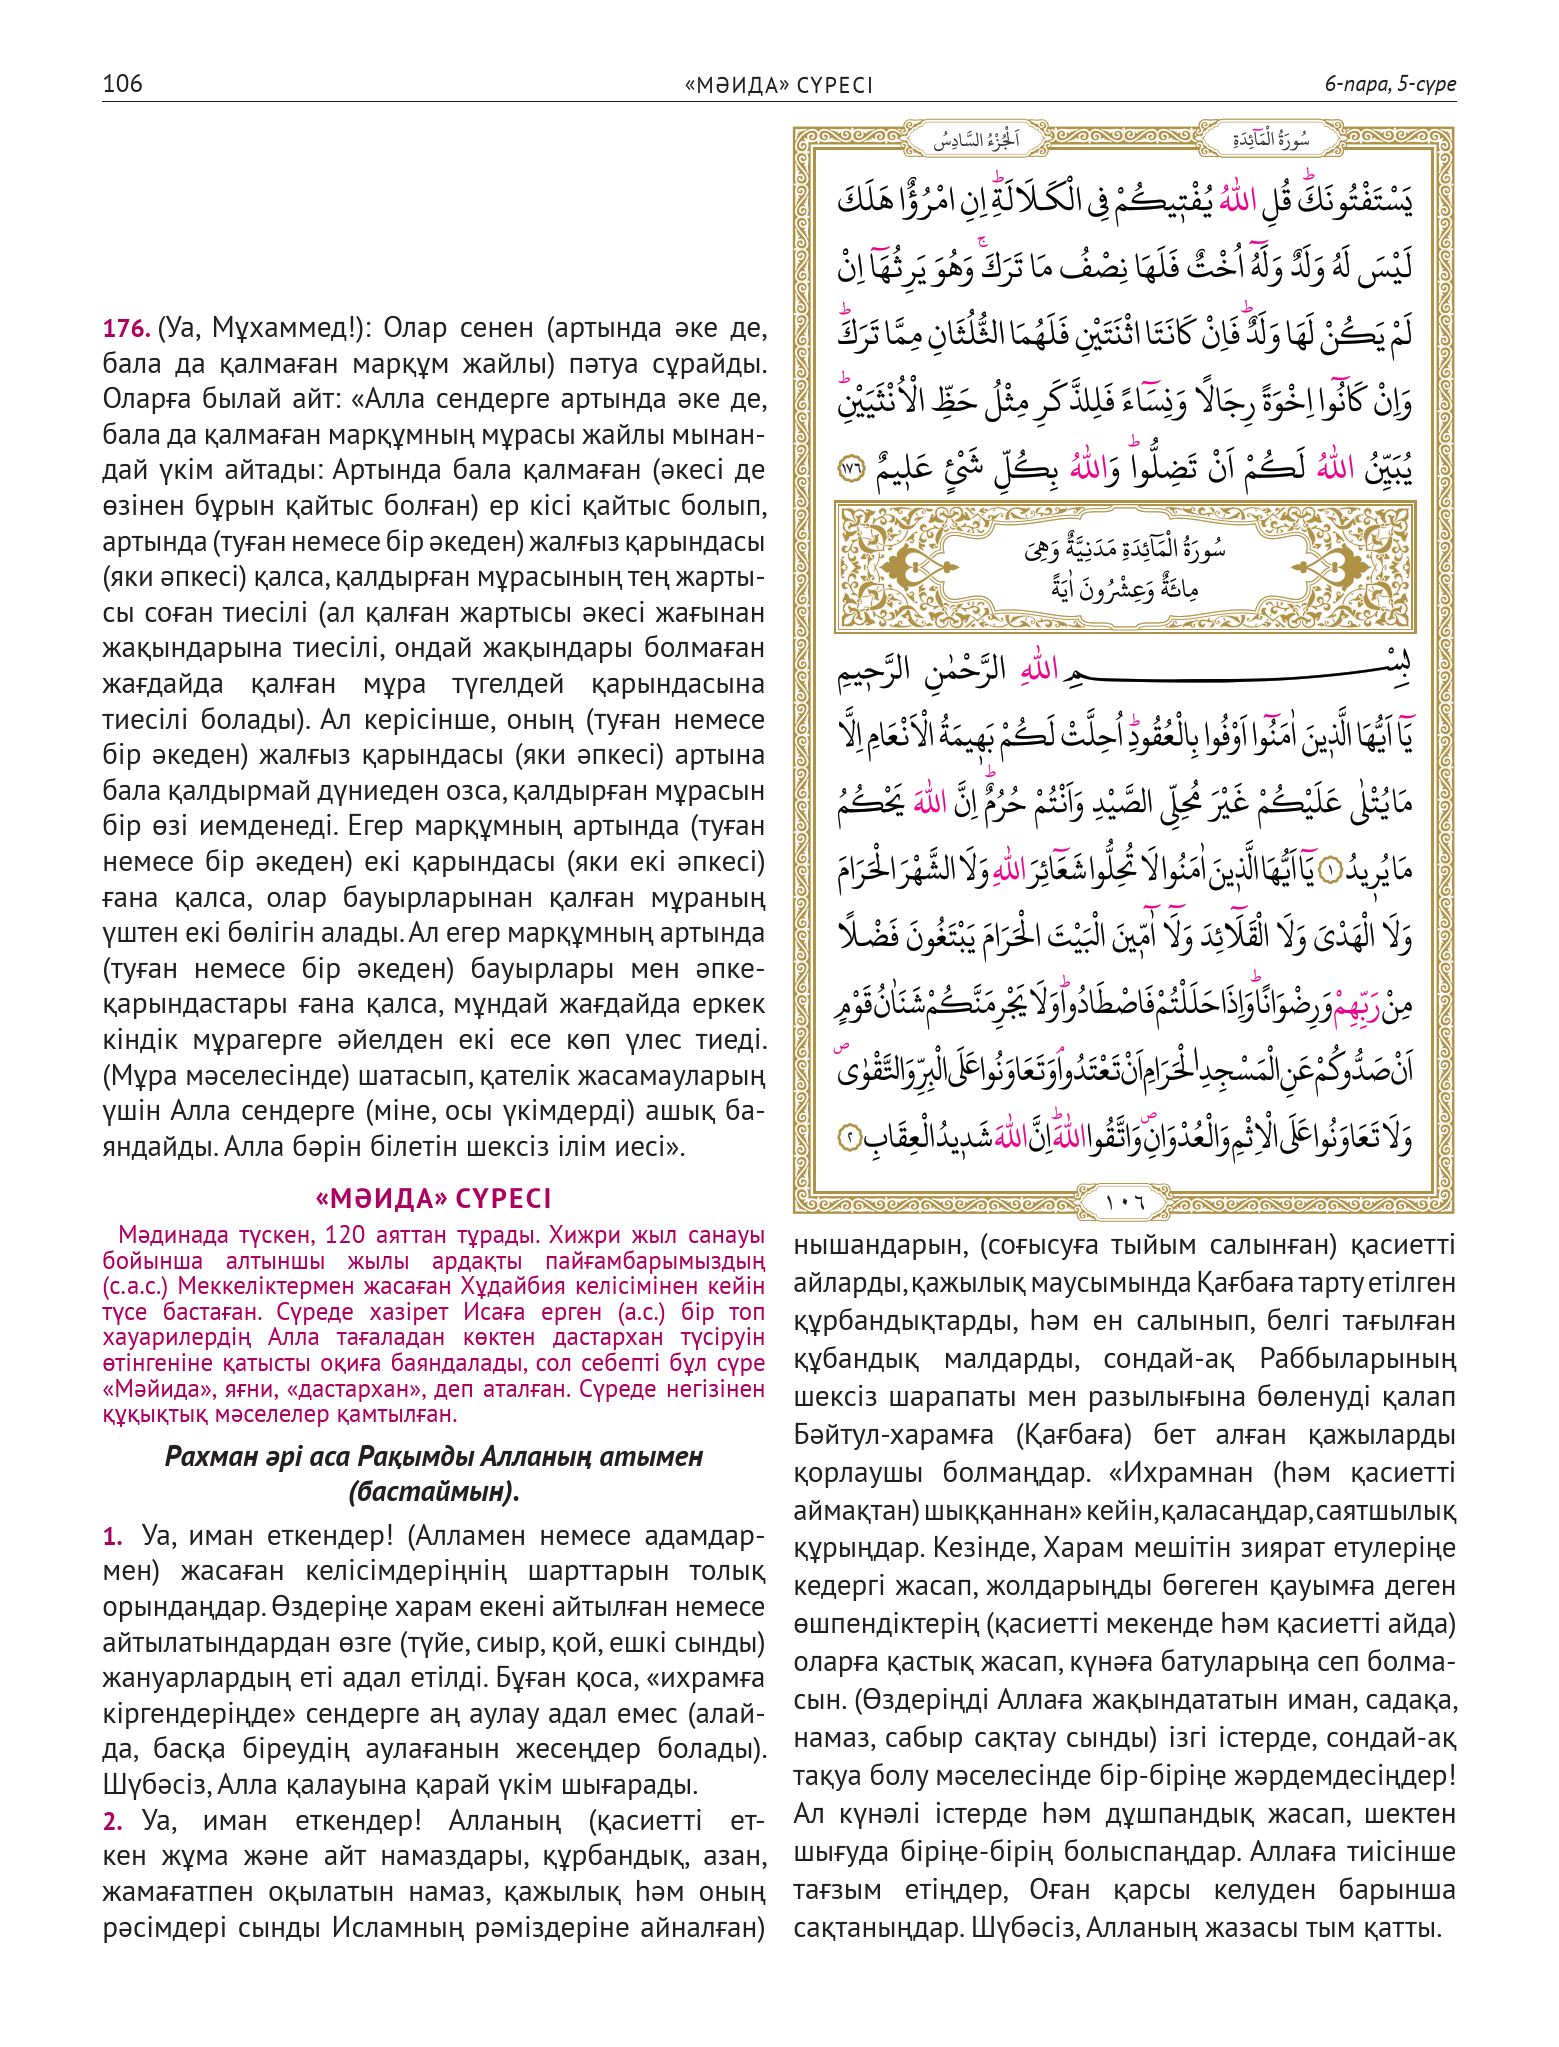 106
«МӘИДА» СҮРЕСІ
6-пара, 5-сүре
176. (Уа, Мұхаммед!): Олар сенен (артында әке де,
бала да қалмаған марқұм жайлы) пәтуа сұрайды.
Оларға былай айт: «Алла сендерге артында әке де,
бала да қалмаған марқұмның мұрасы жайлы мынан-
дай үкім айтады: Артында бала қалмаған (әкесі де
өзінен бұрын қайтыс болған) ер кісі қайтыс болып,
артында (туған немесе бір әкеден) жалғыз қарындасы
(яки әпкесі) қалса, қалдырған мұрасының тең жарты-
сы соған тиесілі (ал қалған жартысы әкесі жағынан
жақындарына тиесілі, ондай жақындары болмаған
жағдайда қалған мұра түгелдей қарындасына
тиесілі болады). Ал керісінше, оның (туған немесе
бір әкеден) жалғыз қарындасы (яки әпкесі) артына
бала қалдырмай дүниеден озса, қалдырған мұрасын
бір өзі иемденеді. Егер марқұмның артында (туған
немесе бір әкеден) екі қарындасы (яки екі әпкесі)
ғана қалса, олар бауырларынан қалған мұраның
үштен екі бөлігін алады. Ал егер марқұмның артында
(туған немесе бір әкеден) бауырлары мен әпке-
қарындастары ғана қалса, мұндай жағдайда еркек
кіндік мұрагерге әйелден екі есе көп үлес тиеді.
(Мұра мәселесінде) шатасып, қателік жасамауларың
үшін Алла сендерге (міне, осы үкімдерді) ашық ба-
яндайды. Алла бәрін білетін шексіз ілім иесі».
«МӘИДА» СҮРЕСІ
Мәдинада түскен, 120 аяттан тұрады. Хижри жыл санауы
бойынша алтыншы жылы ардақты пайғамбарымыздың
(с.а.с.) Меккеліктермен жасаған Хұдайбия келісімінен кейін
түсе бастаған. Сүреде хазірет Исаға ерген (а.с.) бір топ
хауарилердің Алла тағаладан көктен дастархан түсіруін
өтінгеніне қатысты оқиға баяндалады, сол себепті бұл сүре
«Мәйида», яғни, «дастархан», деп аталған. Сүреде негізінен
құқықтық мәселелер қамтылған.
Рахман әрі аса Рақымды Алланың атымен
(бастаймын).
1. Уа, иман еткендер! (Алламен немесе адамдар-
мен) жасаған келісімдеріңнің шарттарын толық
орындаңдар. Өздеріңе харам екені айтылған немесе
айтылатындардан өзге (түйе, сиыр, қой, ешкі сынды)
жануарлардың еті адал етілді. Бұған қоса, «ихрамға
кіргендеріңде» сендерге аң аулау адал емес (алай-
да, басқа біреудің аулағанын жесеңдер болады).
Шүбәсіз, Алла қалауына қарай үкім шығарады.
2. Уа, иман еткендер! Алланың (қасиетті ет-
кен жұма және айт намаздары, құрбандық, азан,
жамағатпен оқылатын намаз, қажылық һәм оның
рәсімдері сынды Исламның рәміздеріне айналған)
سُورَةُ الْمَٓائِدَةِ
اَلْجُزْءُ السَّادِسُ
يَسْتَفْتُونَكَۜ قُلِ اللّٰهُ يُفْت۪يكُمْ فِي الْكَلَالَةِۜ اِنِ امْرُؤٌا هَلَكَ
لَيْسَ لَهُ وَلَدٌ وَلَهُٓ اُخْتٌ فَلَهَا نِصْفُ مَا تَرَكَۚ وَهُوَ يَرِثُهَٓا اِنْ
لَمْ يَكُنْ لَهَا وَلَدٌۜ فَاِنْ كَانَتَا اثْنَتَيْنِ فَلَهُمَا الثُّلُثَانِ مِمَّا تَرَكَۜ
وَاِنْ كَانُٓوا اِخْوَةً رِجَالًا وَنِسَٓاءً فَلِلذَّكَرِ مِثْلُ حَظِّ الْاُنْثَيَيْنِۜ
يُبَيِّنُ اللّٰهُ لَكُمْ اَنْ تَضِلُّواۜ وَاللّٰهُ بِكُلِّ شَيْئٍ عَل۪يمٌ ١٧٦
سُورَةُ الْمَٓائِدَةِ مَدَنِيَّةٌ وَهِيَ
مِائَةٌ وَعِشْرُونَ اٰيَةً
بِسْمِ اللّٰهِ الرَّحْمٰنِ الرَّح۪يمِ
يَٓا اَيُّهَا الَّذ۪ينَ اٰمَنُٓوا اَوْفُوا بِالْعُقُودِۜ اُحِلَّتْ لَكُمْ بَه۪يمَةُ الْاَنْعَامِ اِلَّا
مَا يُتْلٰى عَلَيْكُمْ غَيْرَ مُحِلِّي الصَّيْدِ وَاَنْتُمْ حُرُمٌۜ اِنَّ اللّٰهَ يَحْكُمُ
مَا يُر۪يدُ ١ يَٓا اَيُّهَا الَّذ۪ينَ اٰمَنُوا لَا تُحِلُّوا شَعَٓائِرَ اللّٰهِ وَلَا الشَّهْرَ الْحَرَامَ
وَلَا الْهَدْيَ وَلَا الْقَلَٓائِدَ وَلَٓا اٰمّ۪ينَ الْبَيْتَ الْحَرَامَ يَبْتَغُونَ فَضْلًا
مِنْ رَبِّهِمْ وَرِضْوَانًاۜ وَاِذَا حَلَلْتُمْ فَاصْطَادُواۜ وَلَا يَجْرِمَنَّكُمْ شَنَاٰنُ قَوْمٍ
اَنْ صَدُّوكُمْ عَنِ الْمَسْجِدِ الْحَرَامِ اَنْ تَعْتَدُواۢ وَتَعَاوَنُوا عَلَى الْبِرِّ وَالتَّقْوٰىۖ
وَلَا تَعَاوَنُوا عَلَى الْاِثْمِ وَالْعُدْوَانِۖ وَاتَّقُوا اللّٰهَۜ اِنَّ اللّٰهَ شَد۪يدُ الْعِقَابِ ٢
١٠٦
нышандарын, (соғысуға тыйым салынған) қасиетті
айларды, қажылық маусымында Қағбаға тарту етілген
құрбандықтарды, һәм ен салынып, белгі тағылған
құбандық малдарды, сондай-ақ Раббыларының
шексіз шарапаты мен разылығына бөленуді қалап
Бәйтул-харамға (Қағбаға) бет алған қажыларды
қорлаушы болмаңдар. «Ихрамнан (һәм қасиетті
аймақтан) шыққаннан» кейін, қаласаңдар, саятшылық
құрыңдар. Кезінде, Харам мешітін зиярат етулеріңе
кедергі жасап, жолдарыңды бөгеген қауымға деген
өшпендіктерің (қасиетті мекенде һәм қасиетті айда)
оларға қастық жасап, күнәға батуларыңа сеп болма-
сын. (Өздеріңді Аллаға жақындататын иман, садақа,
намаз, сабыр сақтау сынды) ізгі істерде, сондай-ақ
тақуа болу мәселесінде бір-біріңе жәрдемдесіңдер!
Ал күнәлі істерде һәм дұшпандық жасап, шектен
шығуда біріңе-бірің болыспаңдар. Аллаға тиісінше
тағзым етіңдер, Оған қарсы келуден барынша
сақтаныңдар. Шүбәсіз, Алланың жазасы тым қатты.